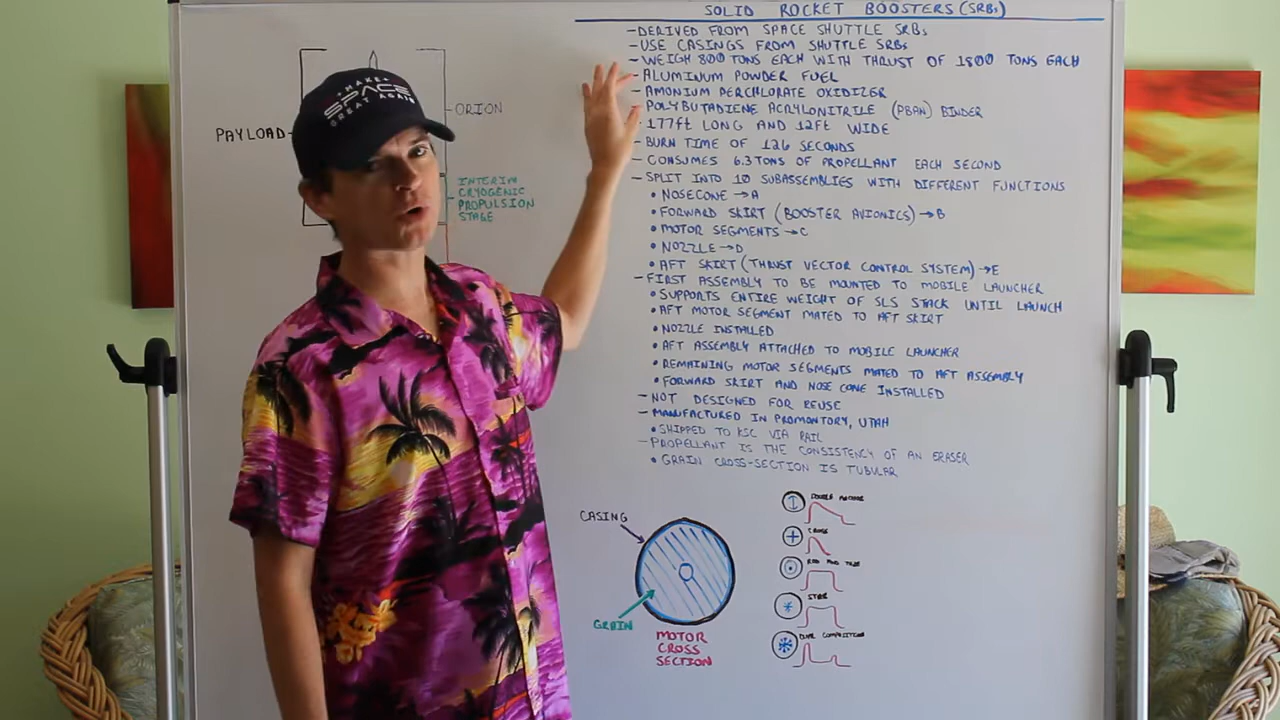 SOLID ROCKET BOOSTERS (SRBs)
- DERIVED FROM SPACE SHUTTLE SRBs
- USE CASINGS FROM SHUTTLE SRBs
- WEIGH 800 TONS EACH WITH THRUST OF 1800 TONS EACH
- ALUMINUM POWDER FUEL
- AMONIUM PERCHLORATE OXIDIZER
- POLYBUTADIENE ACRYLONITRILE (PBAN) BINDER
- 177ft LONG AND 12ft WIDE
- BURN TIME OF 126 SECONDS
- CONSUMES 6.3 TONS OF PROPELLANT EACH SECOND
- SPLIT INTO 10 SUBASSEMBLIES WITH DIFFERENT FUNCTIONS
• NOSECONE → A
• FORWARD SKIRT (BOOSTER AVIONICS) → B
• MOTOR SEGMENTS → C
• NOZZLE → D
• AFT SKIRT (THRUST VECTOR CONTROL SYSTEM) → E
- FIRST ASSEMBLY TO BE MOUNTED TO MOBILE LAUNCHER
• SUPPORTS ENTIRE WEIGHT OF SLS STACK UNTIL LAUNCH
• AFT MOTOR SEGMENT MATED TO AFT SKIRT
• NOZZLE INSTALLED
• AFT ASSEMBLY ATTACHED TO MOBILE LAUNCHER
• REMAINING MOTOR SEGMENTS MATED TO AFT ASSEMBLY
• FORWARD SKIRT AND NOSE CONE INSTALLED
- NOT DESIGNED FOR REUSE
- MANUFACTURED IN PROMONTORY, UTAH
• SHIPPED TO KSC VIA RAIL
- PROPELLANT IS THE CONSISTENCY OF AN ERASER
• GRAIN CROSS-SECTION IS TUBULAR
PAYLOAD
ORION
INTERIM
CRYOGENIC
PROPULSION
STAGE
MAKE
SPACE
GREAT AGAIN
CASING
GRAIN
MOTOR
CROSS
SECTION
DOUBLE ANCHOR
CROSS
ROD AND TUBE
STAR
DUAL COMPOSITION